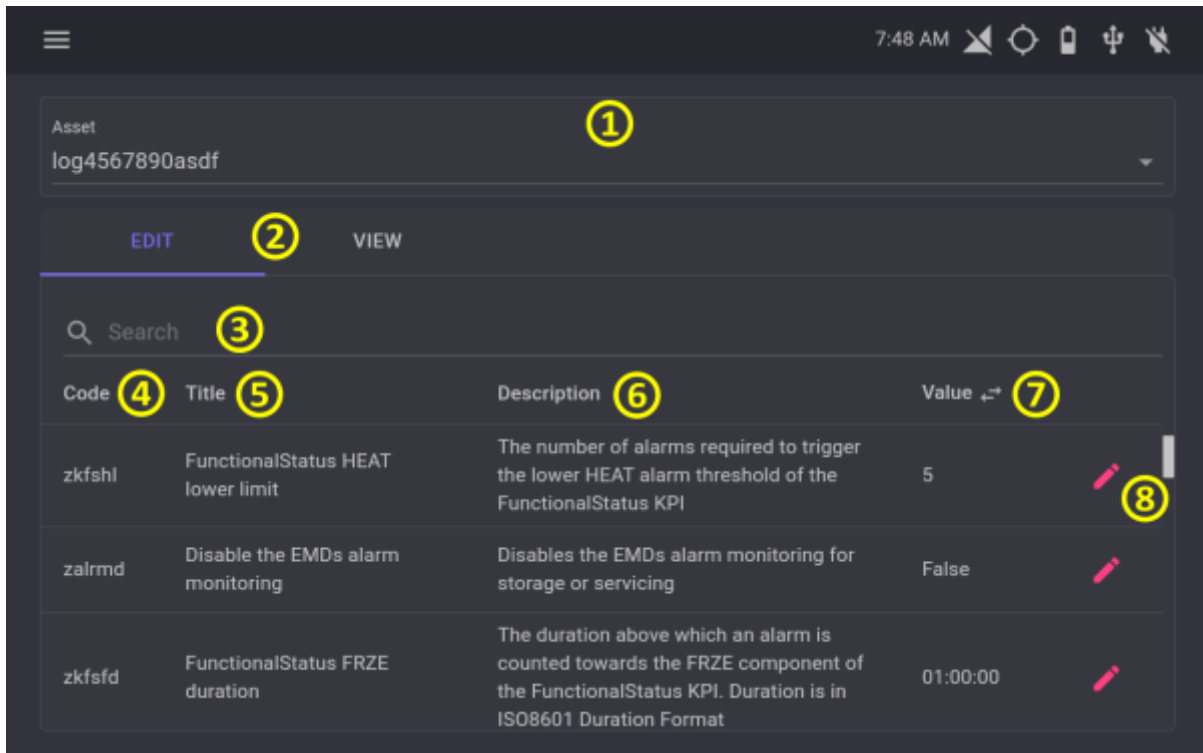 7:48 AM
1
Asset
log4567890asdf
EDIT 2 VIEW
Search 3
Code 4 Title 5 Description 6 Value 7
The number of alarms required to trigger
FunctionalStatus HEAT
zkfshl the lower HEAT alarm threshold of the 5
lower limit
FunctionalStatus KPI
8
Disable the EMDs alarm Disables the EMDs alarm monitoring for
zalrmd False
monitoring storage or servicing
The duration above which an alarm is
FunctionalStatus FRZE counted towards the FRZE component of
zkfsfd 01:00:00
duration the FunctionalStatus KPI. Duration is in
ISO8601 Duration Format